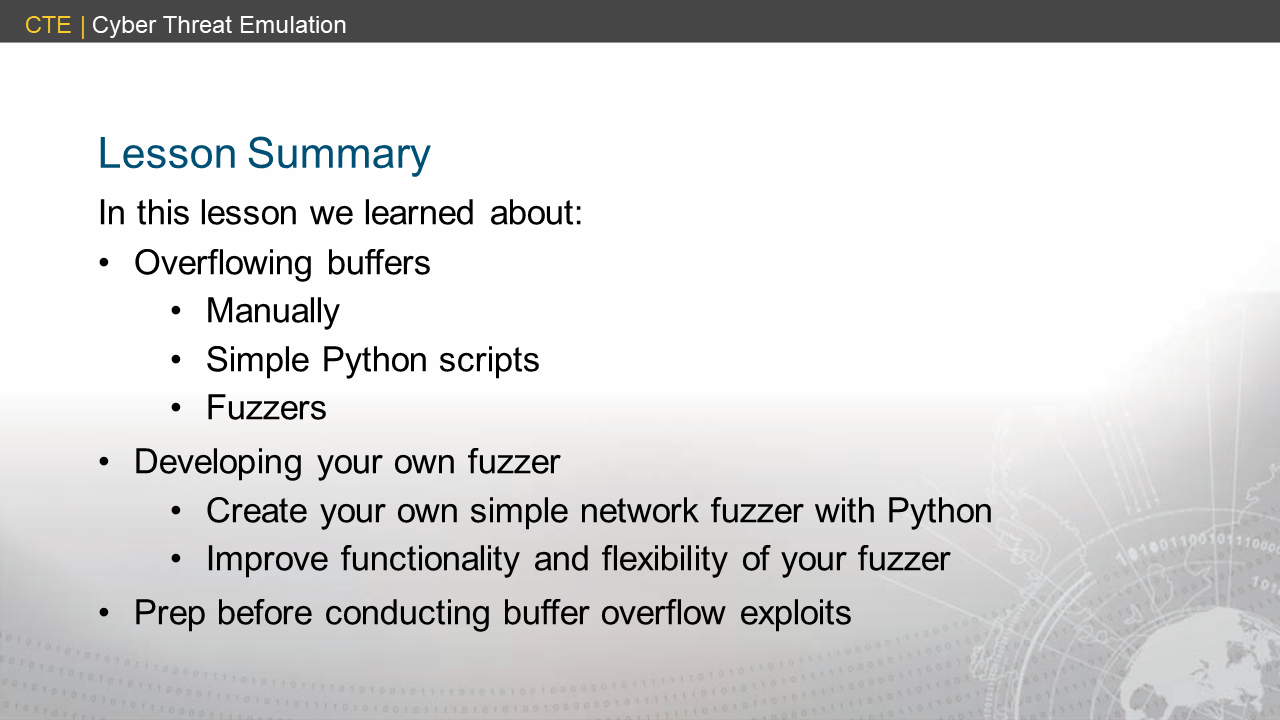 CTE | Cyber Threat Emulation
Lesson Summary
In this lesson we learned about:
• Overflowing buffers
• Manually
• Simple Python scripts
• Fuzzers
• Developing your own fuzzer
• Create your own simple network fuzzer with Python
• Improve functionality and flexibility of your fuzzer
• Prep before conducting buffer overflow exploits